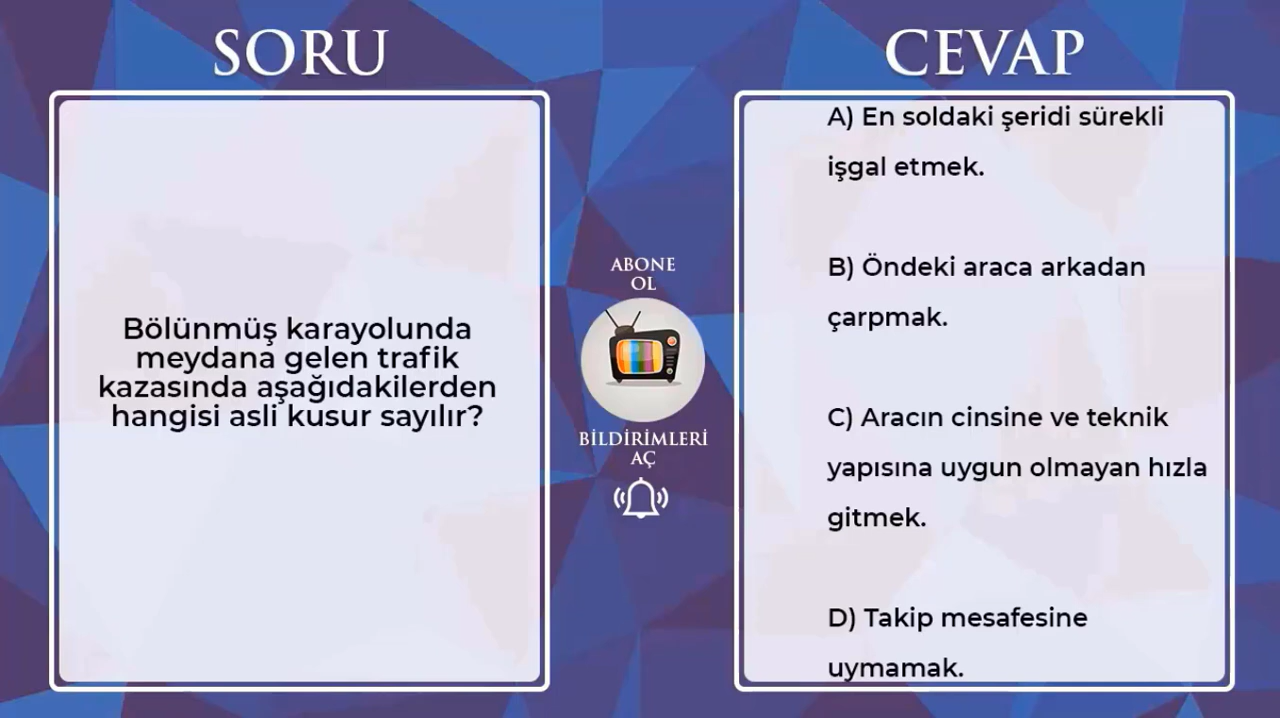 SORU
Bölünmüş karayolunda
meydana gelen trafik
kazasında aşağıdakilerden
hangisi asli kusur sayılır?
ABONE
OL
BİLDİRİMLERİ
AÇ
CEVAP
A) En soldaki şeridi sürekli
işgal etmek.
B) Öndeki araca arkadan
çarpmak.
C) Aracın cinsine ve teknik
yapısına uygun olmayan hızla
gitmek.
D) Takip mesafesine
uymamak.